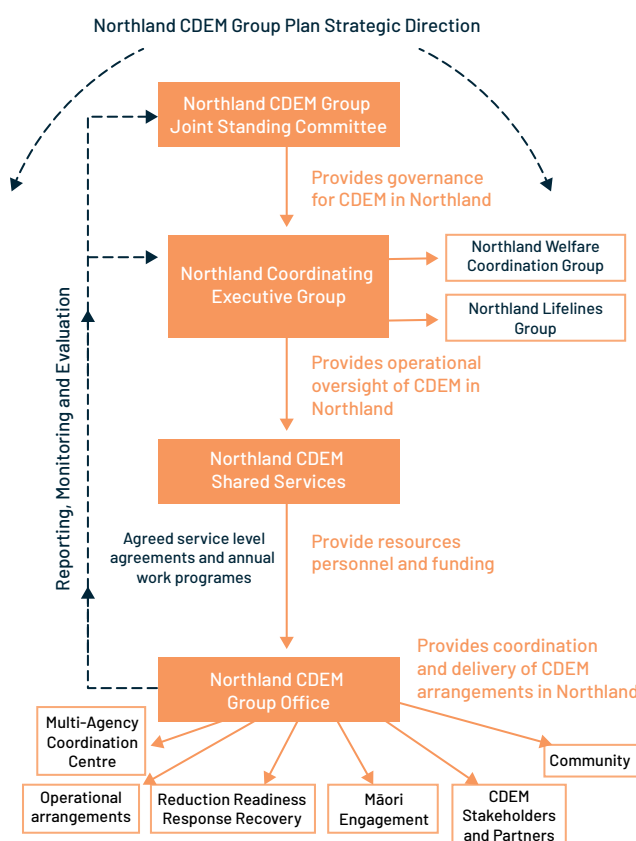 Northland CDEM Group Plan Strategic Direction
Northland CDEM Group
Joint Standing Committee
Provides governance
for CDEM in Northland
Northland Coordinating
Executive Group
Northland Welfare
Coordination Group
Northland Lifelines
Group
Provides operational
oversight of CDEM in
Northland
Reporting, Monitoring and Evaluation
Northland CDEM
Shared Services
Agreed service level
agreements and annual
work programes
Provide resources
personnel and funding
Provides coordination
and delivery of CDEM
arrangements in Northland
Northland CDEM
Group Office
Multi-Agency
Coordination
Centre
Community
Operational
arrangements
Reduction Readiness
Response Recovery
Māori
Engagement
CDEM
Stakeholders
and Partners